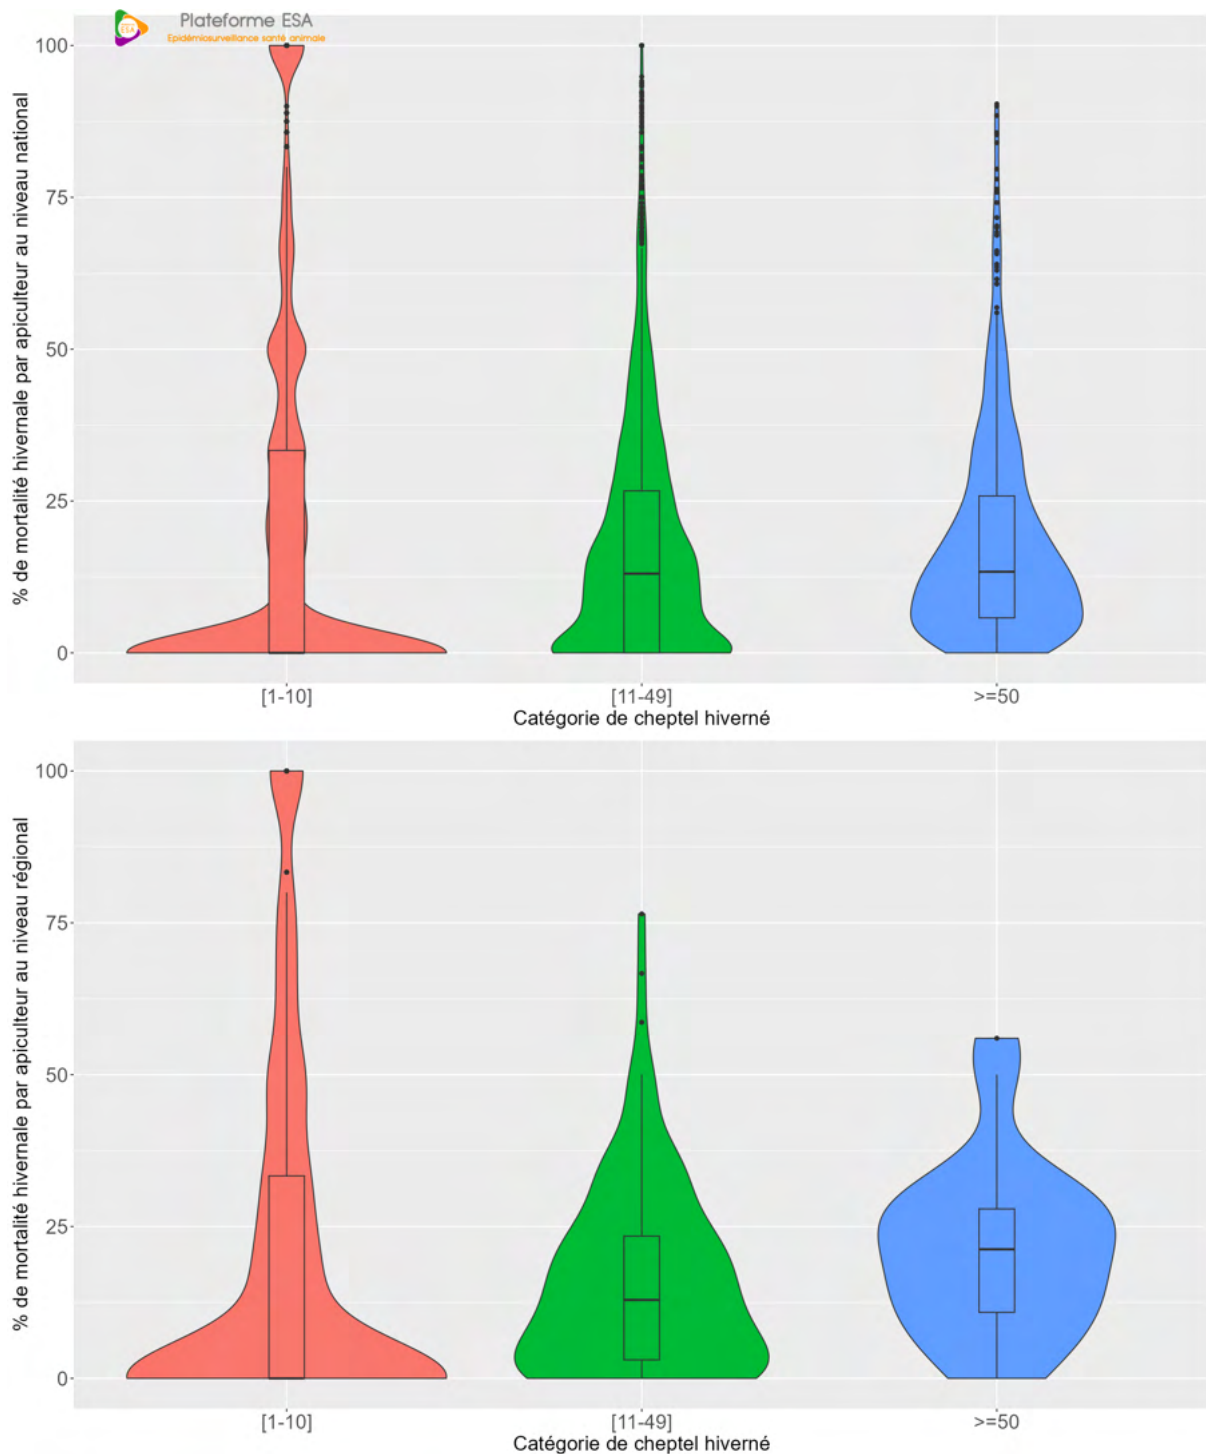 Plateforme ESA
ESA
Epidémiosurveillance santé animale
% de mortalité hivernale par apiculteur au niveau national
100
75
50
25
0
[1-10]
[11-49]
>=50
Catégorie de cheptel hiverné
% de mortalité hivernale par apiculteur au niveau régional
100
75
50
25
0
[1-10]
[11-49]
>=50
Catégorie de cheptel hiverné